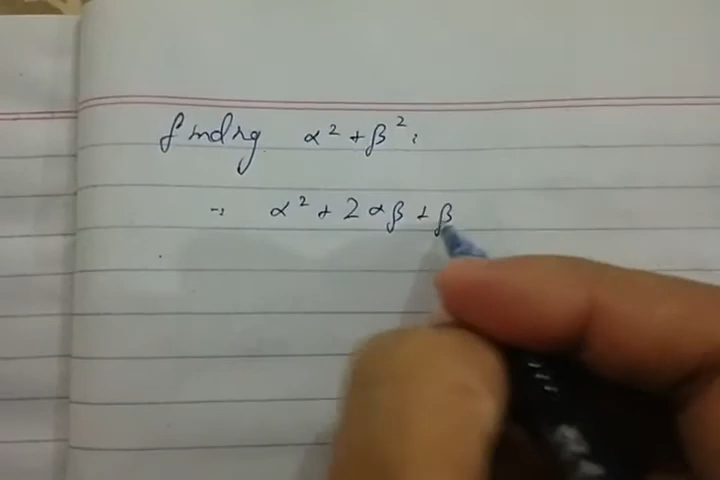 finding α² + β² :
→ α² + 2αβ + β